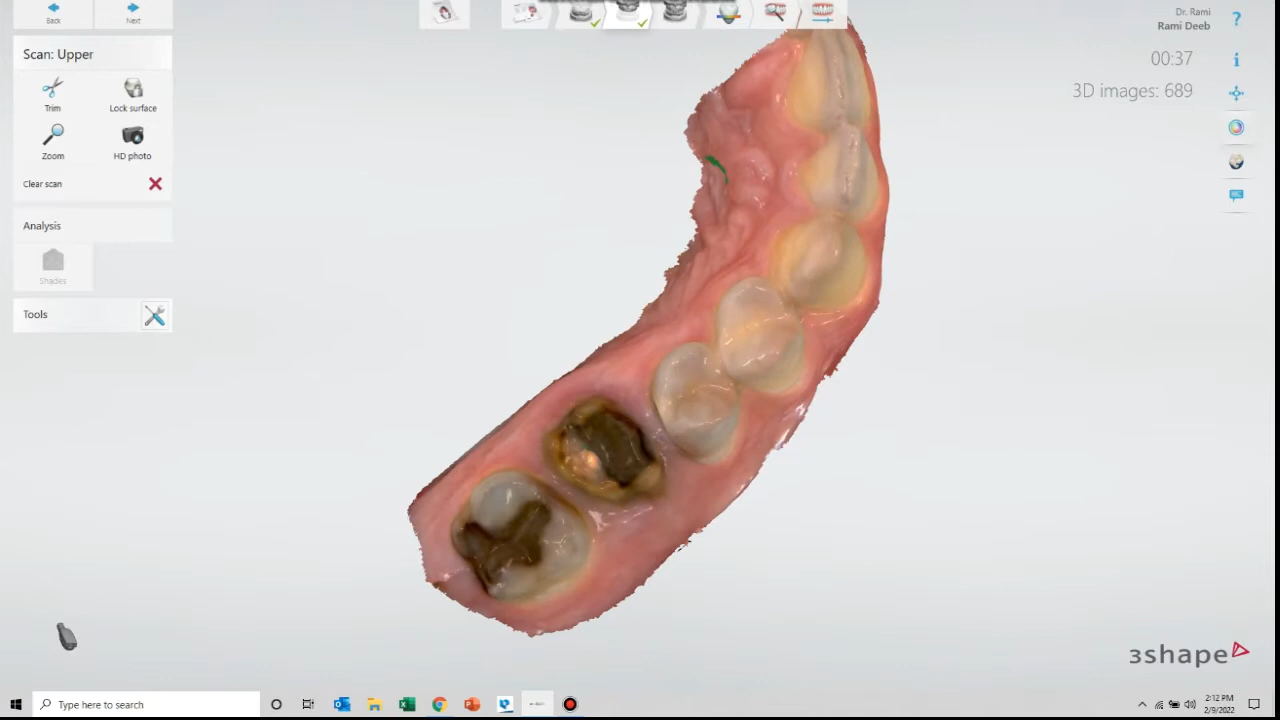 Back
Next
Scan: Upper
Trim
Lock surface
Zoom
HD photo
Clear scan
Analysis
Shades
Tools
Dr. Rami
Rami Deeb
00:37
3D images: 689
3shape
Type here to search
2:12 PM
2/9/2022